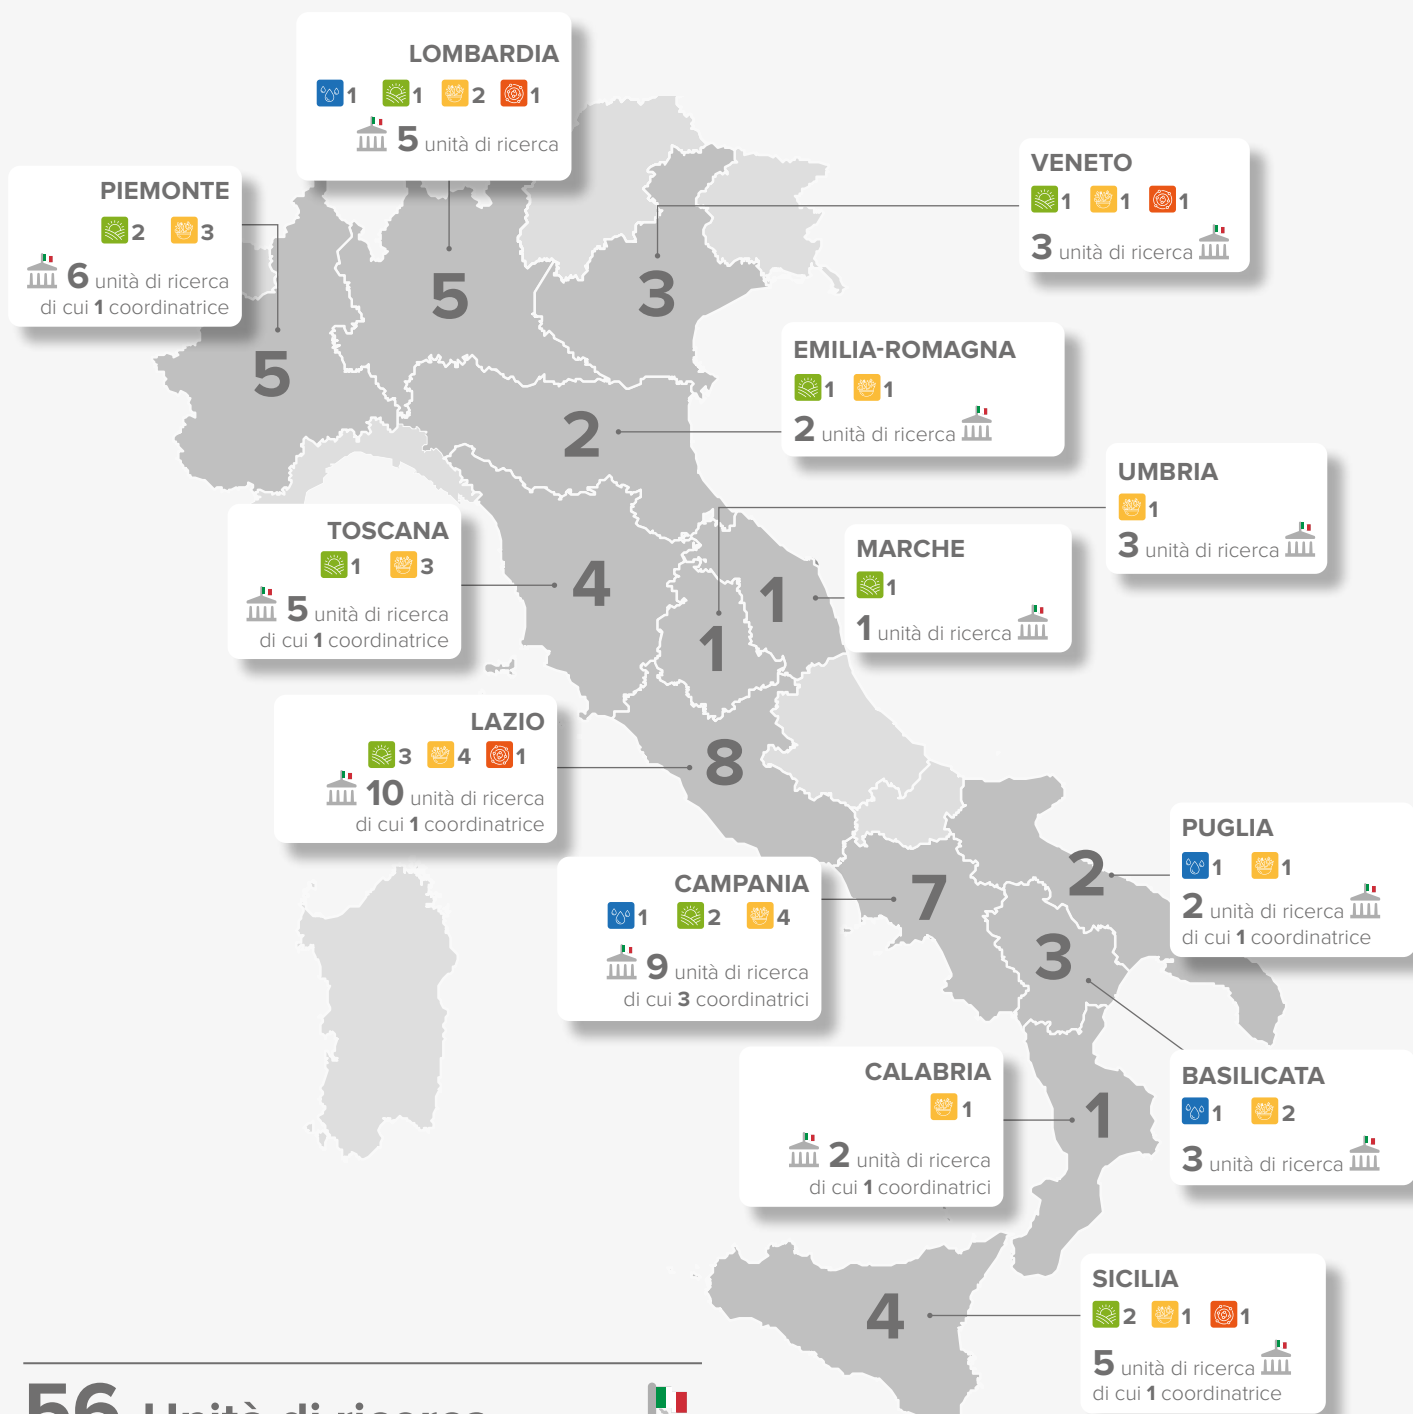 LOMBARDIA
1 1 2 1
5 unità di ricerca
PIEMONTE
2 3
6 unità di ricerca
di cui 1 coordinatrice
VENETO
1 1 1
3 unità di ricerca
5
5
3
EMILIA-ROMAGNA
1 1
2 unità di ricerca
2
UMBRIA
1
3 unità di ricerca
TOSCANA
1 3
5 unità di ricerca
di cui 1 coordinatrice
MARCHE
1
1 unità di ricerca
4
1
1
LAZIO
3 4 1
10 unità di ricerca
di cui 1 coordinatrice
8
PUGLIA
1 1
2 unità di ricerca
di cui 1 coordinatrice
CAMPANIA
1 2 4
9 unità di ricerca
di cui 3 coordinatrici
7
2
3
CALABRIA
1
2 unità di ricerca
di cui 1 coordinatrici
1
BASILICATA
1 2
3 unità di ricerca
SICILIA
2 1 1
5 unità di ricerca
di cui 1 coordinatrice
4
56 Unità di ricerca